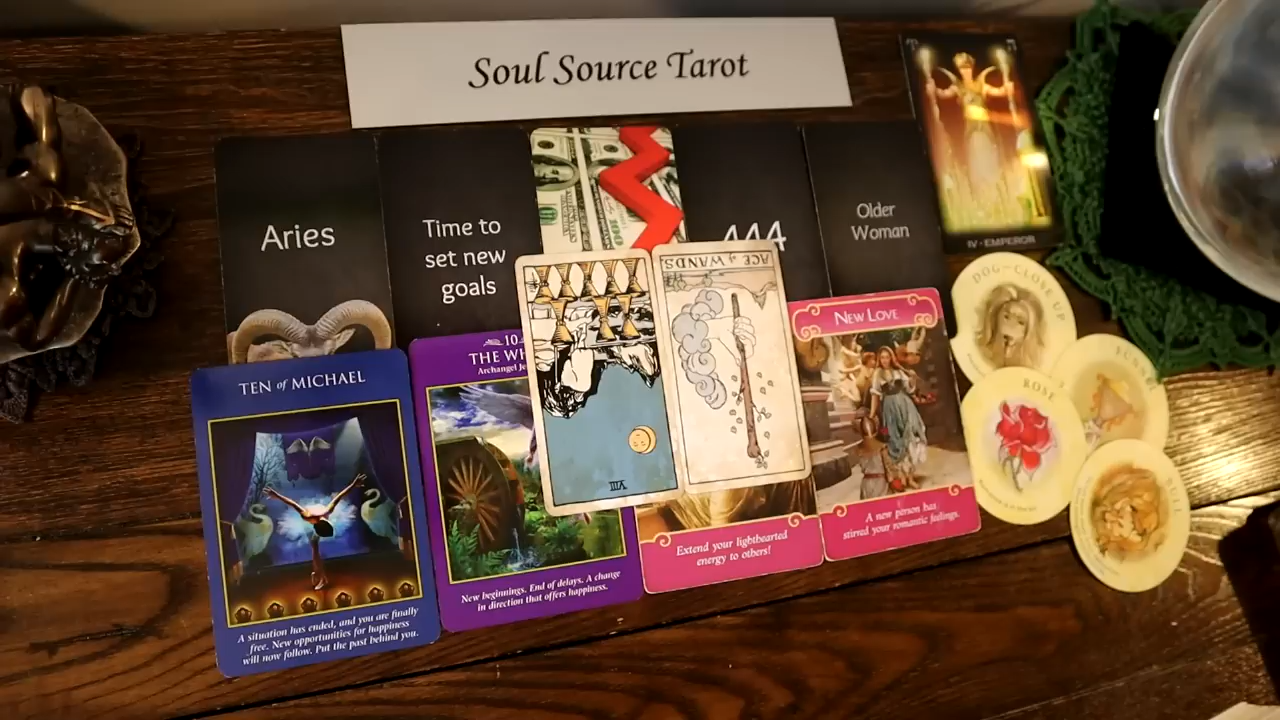 Soul Source Tarot
IV · EMPEROR
Aries
Time to
set new
goals
444
Older
Woman
ACE of WANDS
VIII
TEN of MICHAEL
A situation has ended, and you are finally
free. New opportunities for happiness
will now follow. Put the past behind you.
10
THE WH
Archangel Je
New beginnings. End of delays. A change
in direction that offers happiness.
Extend your lighthearted
energy to others!
NEW LOVE
A new person has
stirred your romantic feelings.
DOG-CLOSE UP
ROSE